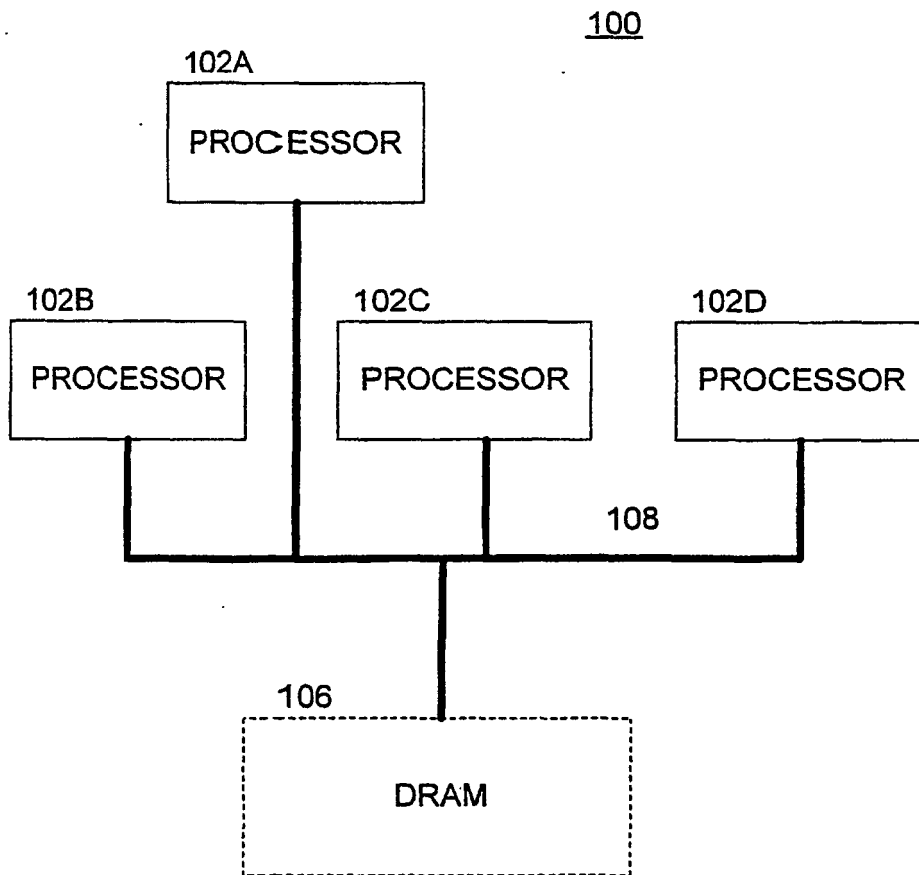 100
102A
PROCESSOR
102B
102C
102D
PROCESSOR
PROCESSOR
PROCESSOR
108
106
DRAM